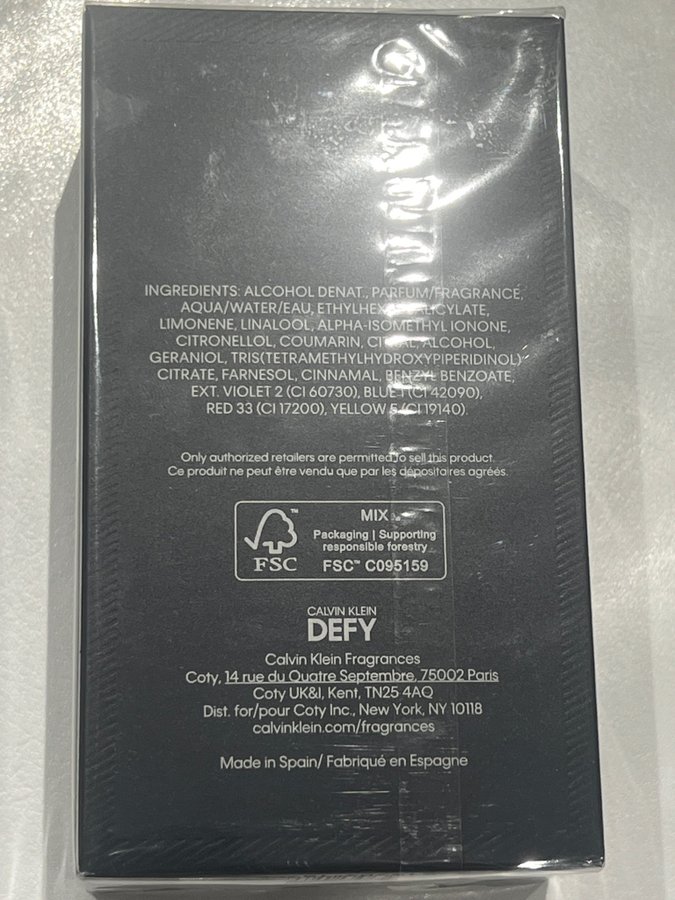 INGREDIENTS: ALCOHOL DENAT., PARFUM/FRAGRANCE,
AQUA/WATER/EAU,
LIMONENE, LINALOOL, ALPHA-ISOMETHYL IONONE,
CITRONELLOL, COUMARIN, ALCOHOL,
GERANIOL, TRIS(TETRAMETHYLHYDROXYPIPERIDINOL)
CITRATE, FARNESOL, CINNAMAL, BENZYL BENZOATE,
EXT. VIOLET 2 (CI 60730), BLUE 1 (CI 42090),
RED 33 (CI 17200), YELLOW 5 (CI 19140)
Only authorized retailers are permitted to sell this product.
Ce produit ne peut être vendu que par les dépositaires agréés.
FSC™
MIX
Packaging | Supporting
responsible forestry
FSC™ C095159
CALVIN KLEIN
DEFY
Calvin Klein Fragrances
Coty, 14 rue du Quatre Septembre, 75002 Paris
Coty UK&I, Kent, TN25 4AQ
Dist. for/pour Coty Inc., New York, NY 10118
calvinklein.com/fragrances
Made in Spain/ Fabriqué en Espagne